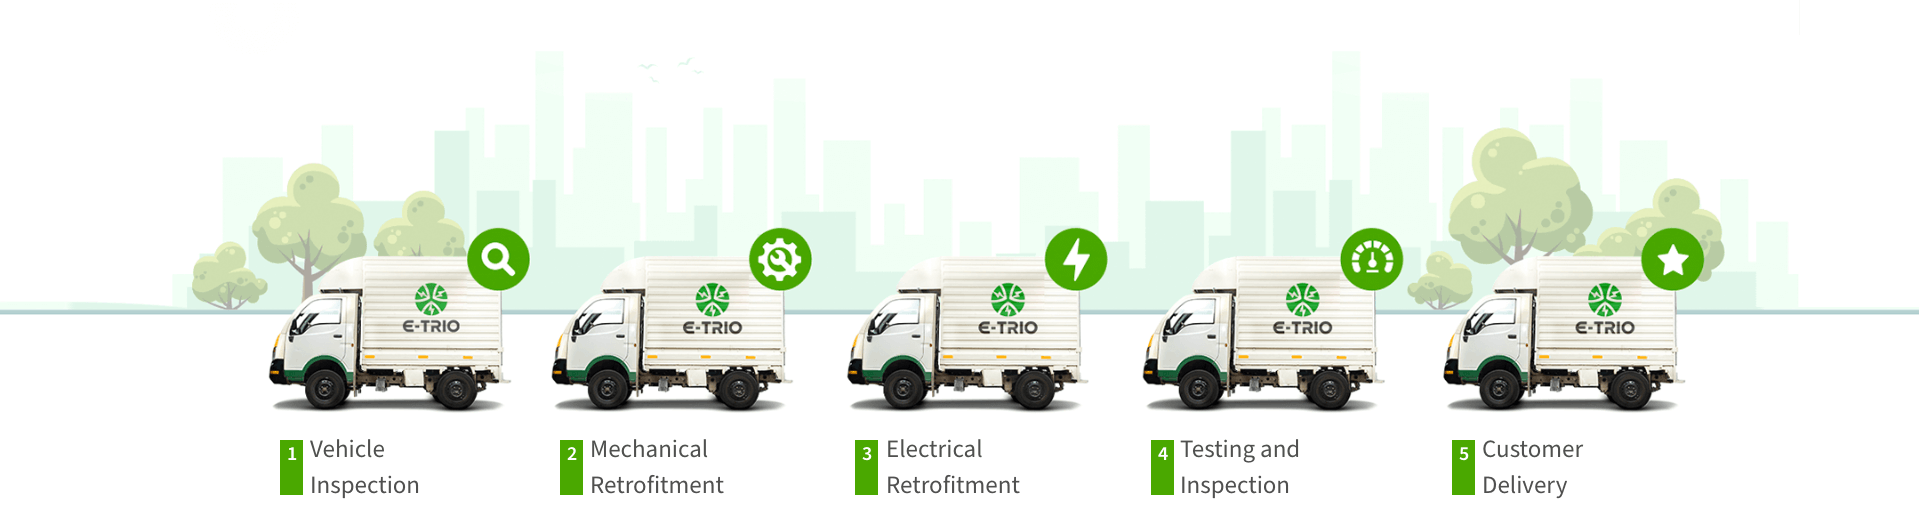 E-TRIO
E-TRIO
E-TRIO
E-TRIO
E-TRIO
1 Vehicle
Inspection
2 Mechanical
Retrofitment
3 Electrical
Retrofitment
4 Testing and
Inspection
5 Customer
Delivery